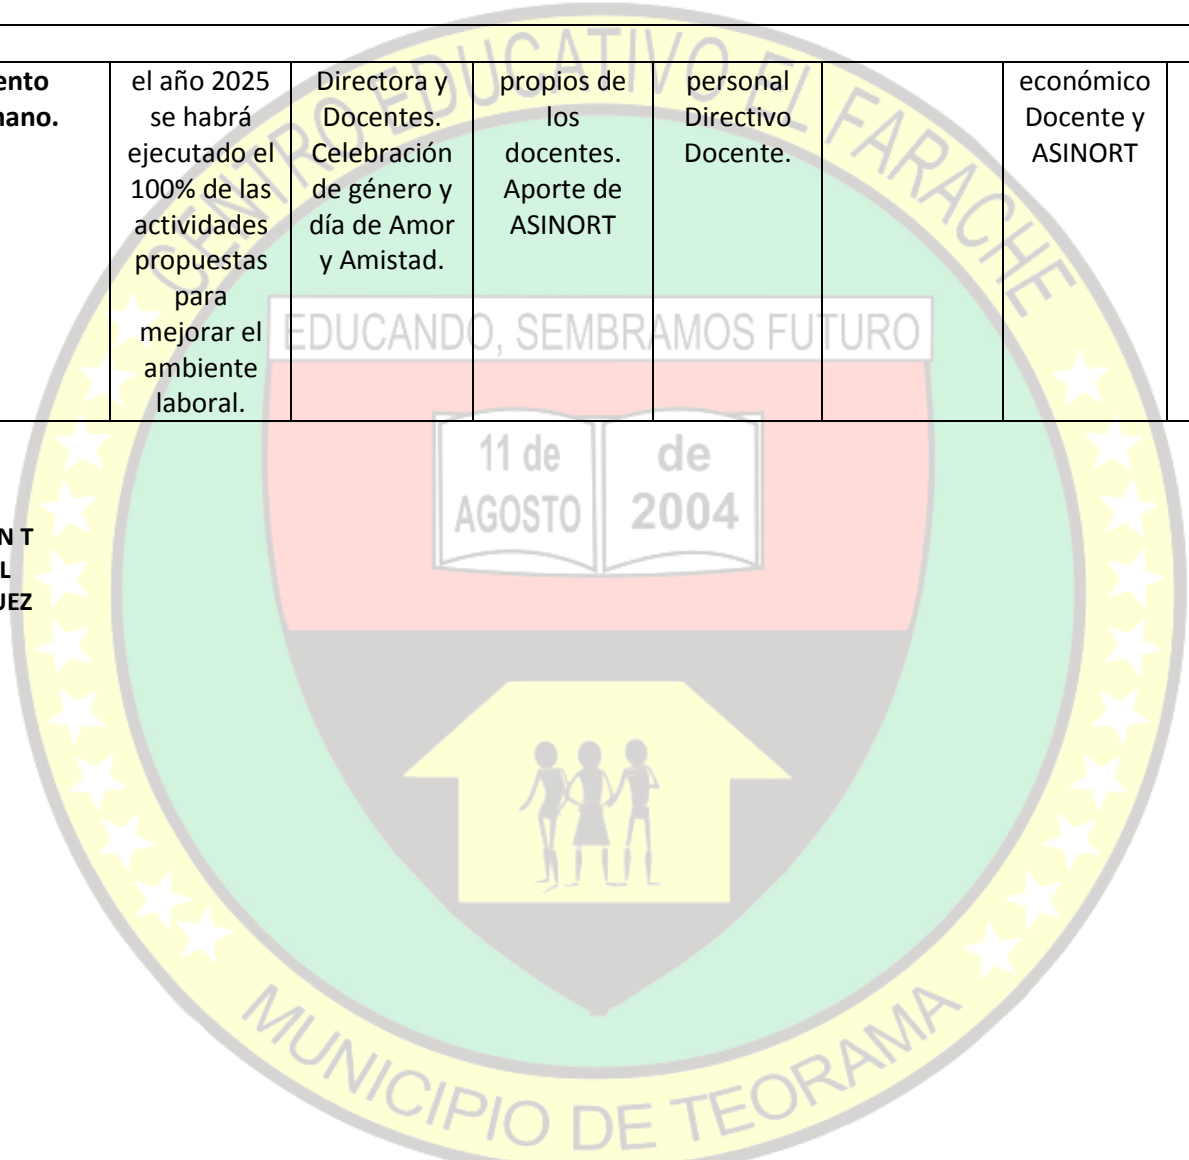 CENTRO EDUCATIVO EL FARACHE
ento
nano.
el año 2025
se habrá
ejecutado el
100% de las
actividades
propuestas
para
mejorar el
ambiente
laboral.
Directora y
Docentes.
Celebración
de género y
día de Amor
y Amistad.
propios de
los
docentes.
Aporte de
ASINORT
personal
Directivo
Docente.
económico
Docente y
ASINORT
EDUCANDO, SEMBRAMOS FUTURO
11 de
AGOSTO
de
2004
N T
L
UEZ
MUNICIPIO DE TEORAMA